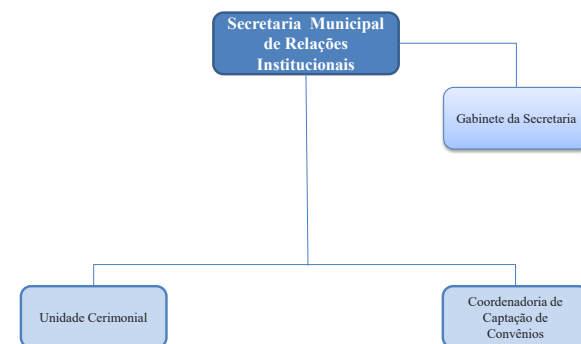 Secretaria Municipal
de Relações
Institucionais
Gabinete da Secretaria
Unidade Cerimonial
Coordenadoria de
Captação de
Convênios